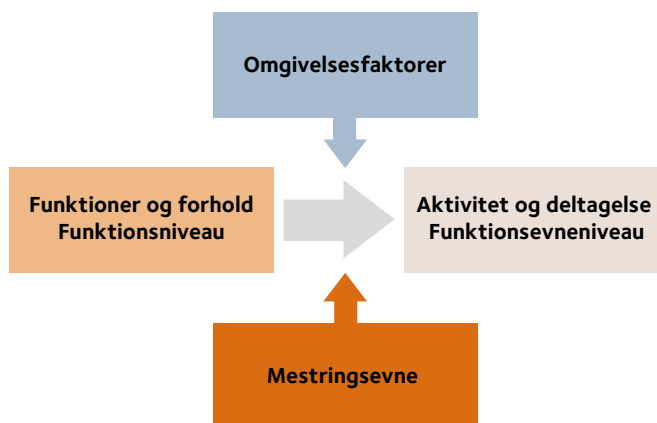 Omgivelsesfaktorer
Funktioner og forhold
Funktionsniveau
Aktivitet og deltagelse
Funktionsevneniveau
Mestringsevne